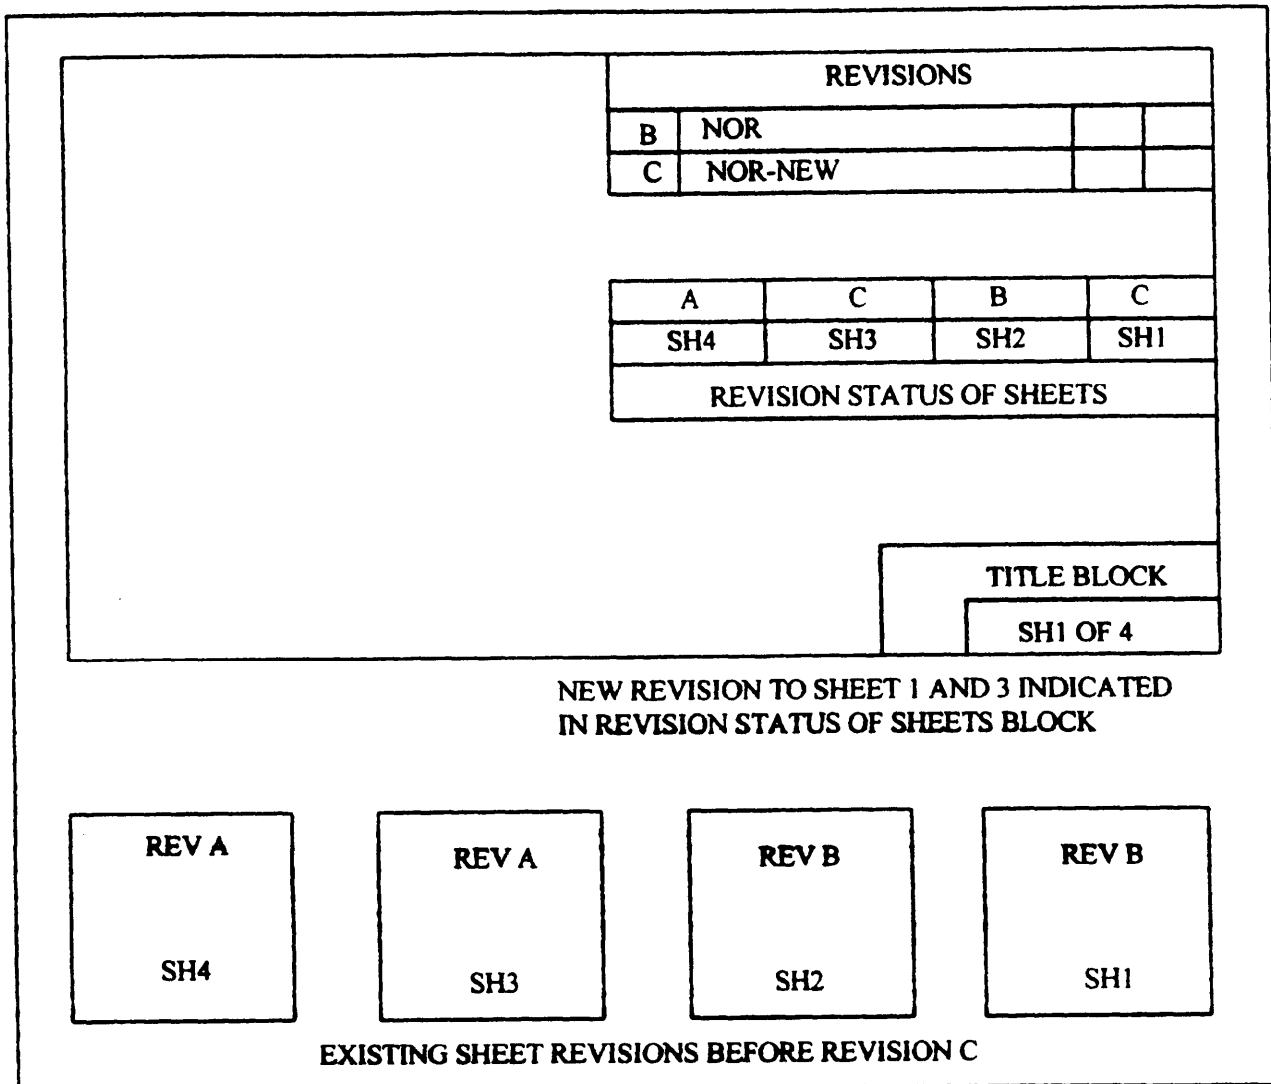 REVISIONS
B NOR
C NOR-NEW
A C B C
SH4 SH3 SH2 SH1
REVISION STATUS OF SHEETS
TITLE BLOCK
SH1 OF 4
NEW REVISION TO SHEET 1 AND 3 INDICATED
IN REVISION STATUS OF SHEETS BLOCK
REV A REV A REV B REV B
SH4 SH3 SH2 SH1
EXISTING SHEET REVISIONS BEFORE REVISION C